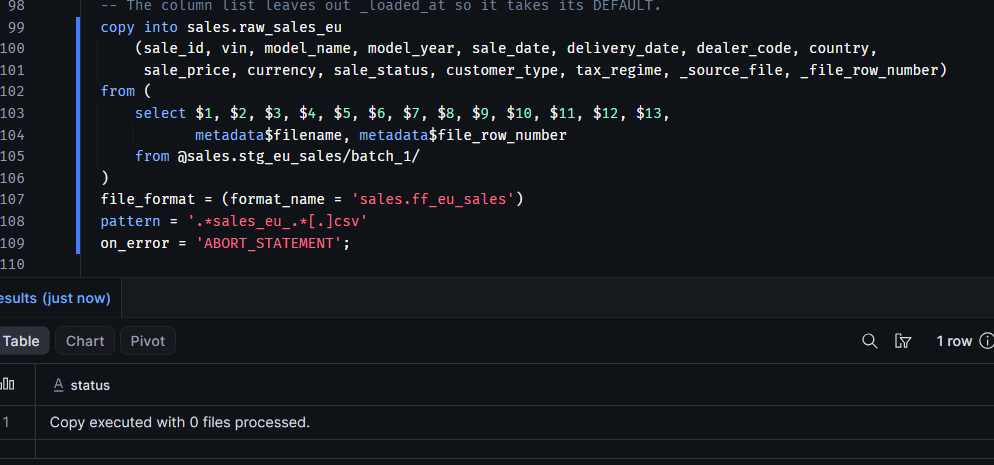 98 -- The column list leaves out _loaded_at so it takes its DEFAULT.
99 copy into sales.raw_sales_eu
100 (sale_id, vin, model_name, model_year, sale_date, delivery_date, dealer_code, country,
101 sale_price, currency, sale_status, customer_type, tax_regime, _source_file, _file_row_number)
102 from (
103 select $1, $2, $3, $4, $5, $6, $7, $8, $9, $10, $11, $12, $13,
104 metadata$filename, metadata$file_row_number
105 from @sales.stg_eu_sales/batch_1/
106 )
107 file_format = (format_name = 'sales.ff_eu_sales')
108 pattern = '.*sales_eu_.*[.]csv'
109 on_error = 'ABORT_STATEMENT';
110
esults (just now)
Table Chart Pivot 1 row
A status
1 Copy executed with 0 files processed.